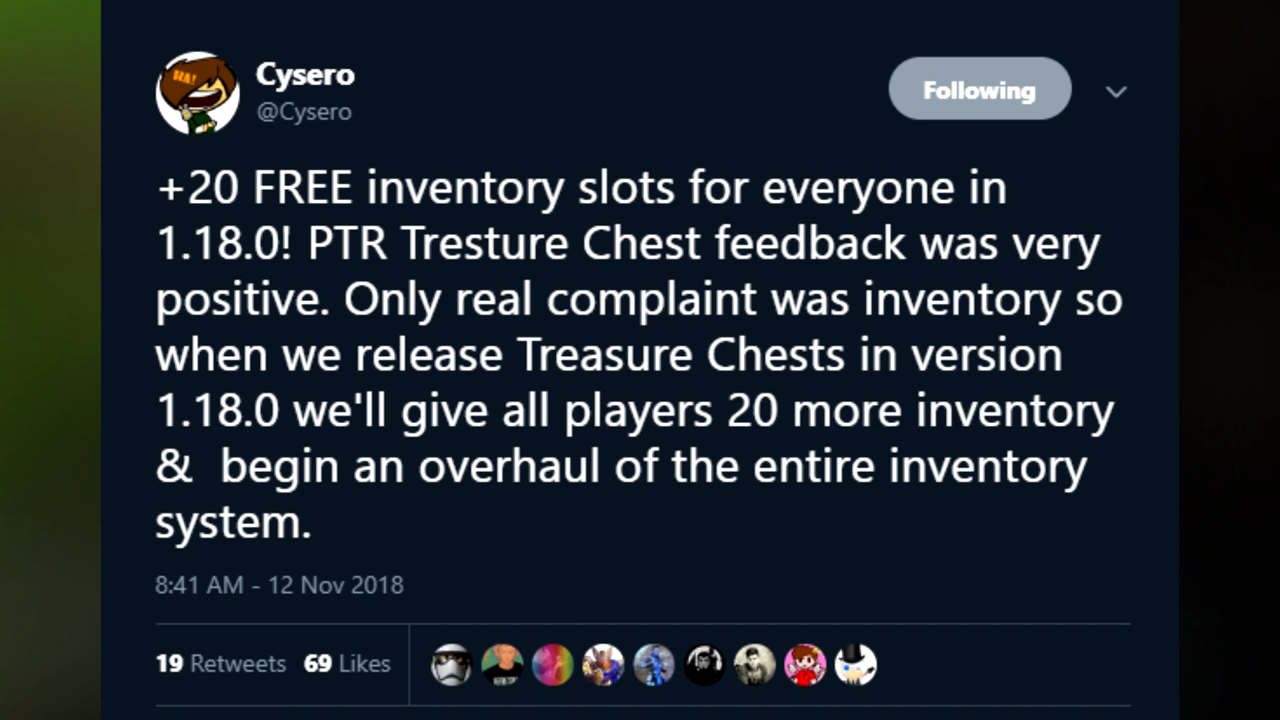 Cysero
@Cysero
Following
+20 FREE inventory slots for everyone in
1.18.0! PTR Tresture Chest feedback was very
positive. Only real complaint was inventory so
when we release Treasure Chests in version
1.18.0 we'll give all players 20 more inventory
&  begin an overhaul of the entire inventory
system.
8:41 AM - 12 Nov 2018
19 Retweets 69 Likes